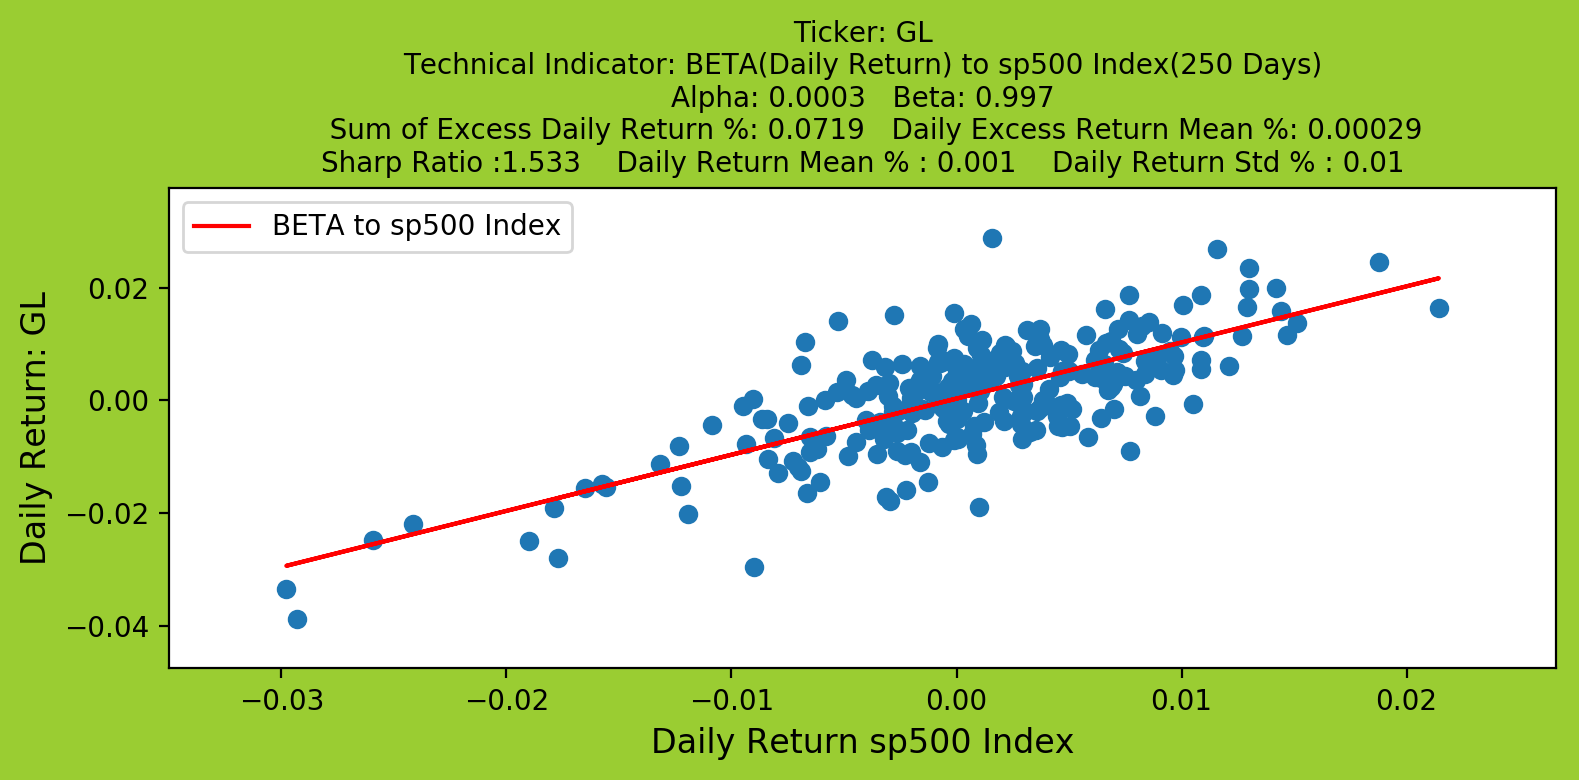 Ticker: GL
Technical Indicator: BETA(Daily Return) to sp500 Index(250 Days)
Alpha: 0.0003 Beta: 0.997
Sum of Excess Daily Return %: 0.0719 Daily Excess Return Mean %: 0.00029
Sharp Ratio :1.533 Daily Return Mean % : 0.001 Daily Return Std % : 0.01
BETA to sp500 Index
Daily Return: GL
0.02
0.00
−0.02
−0.04
−0.03 −0.02 −0.01 0.00 0.01 0.02
Daily Return sp500 Index